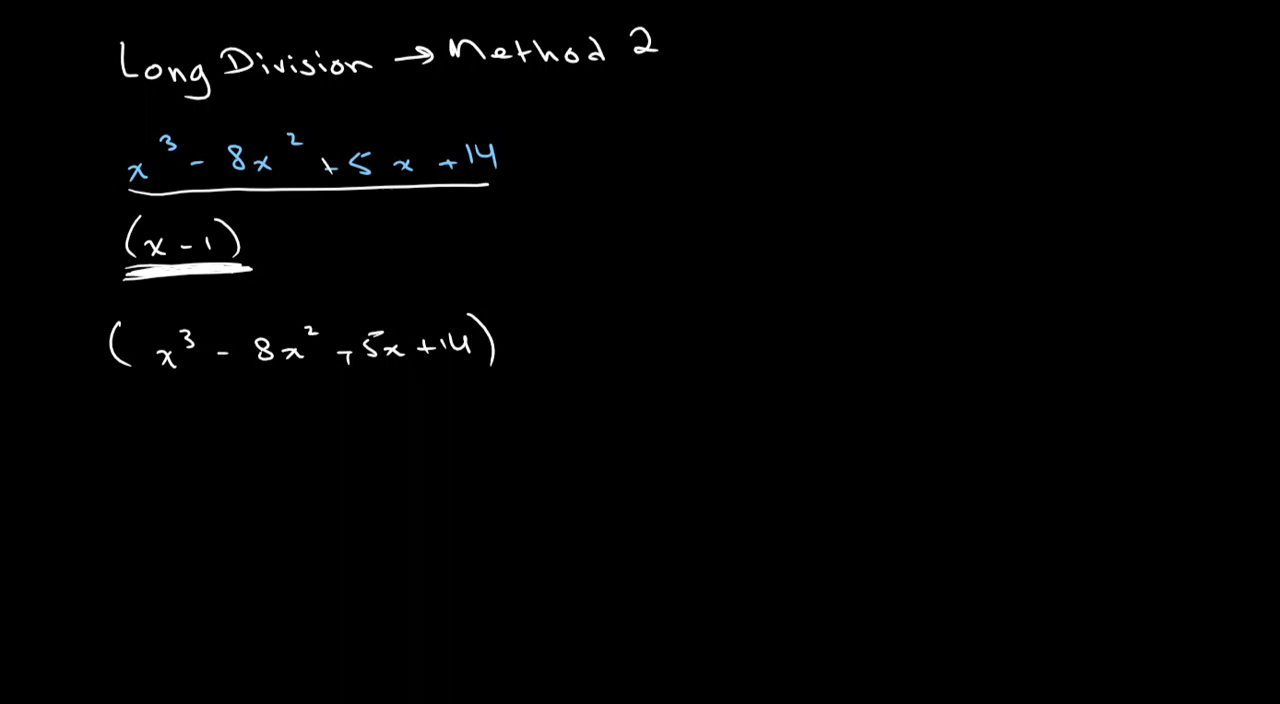 Long Division → Method 2
x³ - 8x² + 5x + 14
(x - 1)
( x³ - 8x² + 5x + 14)